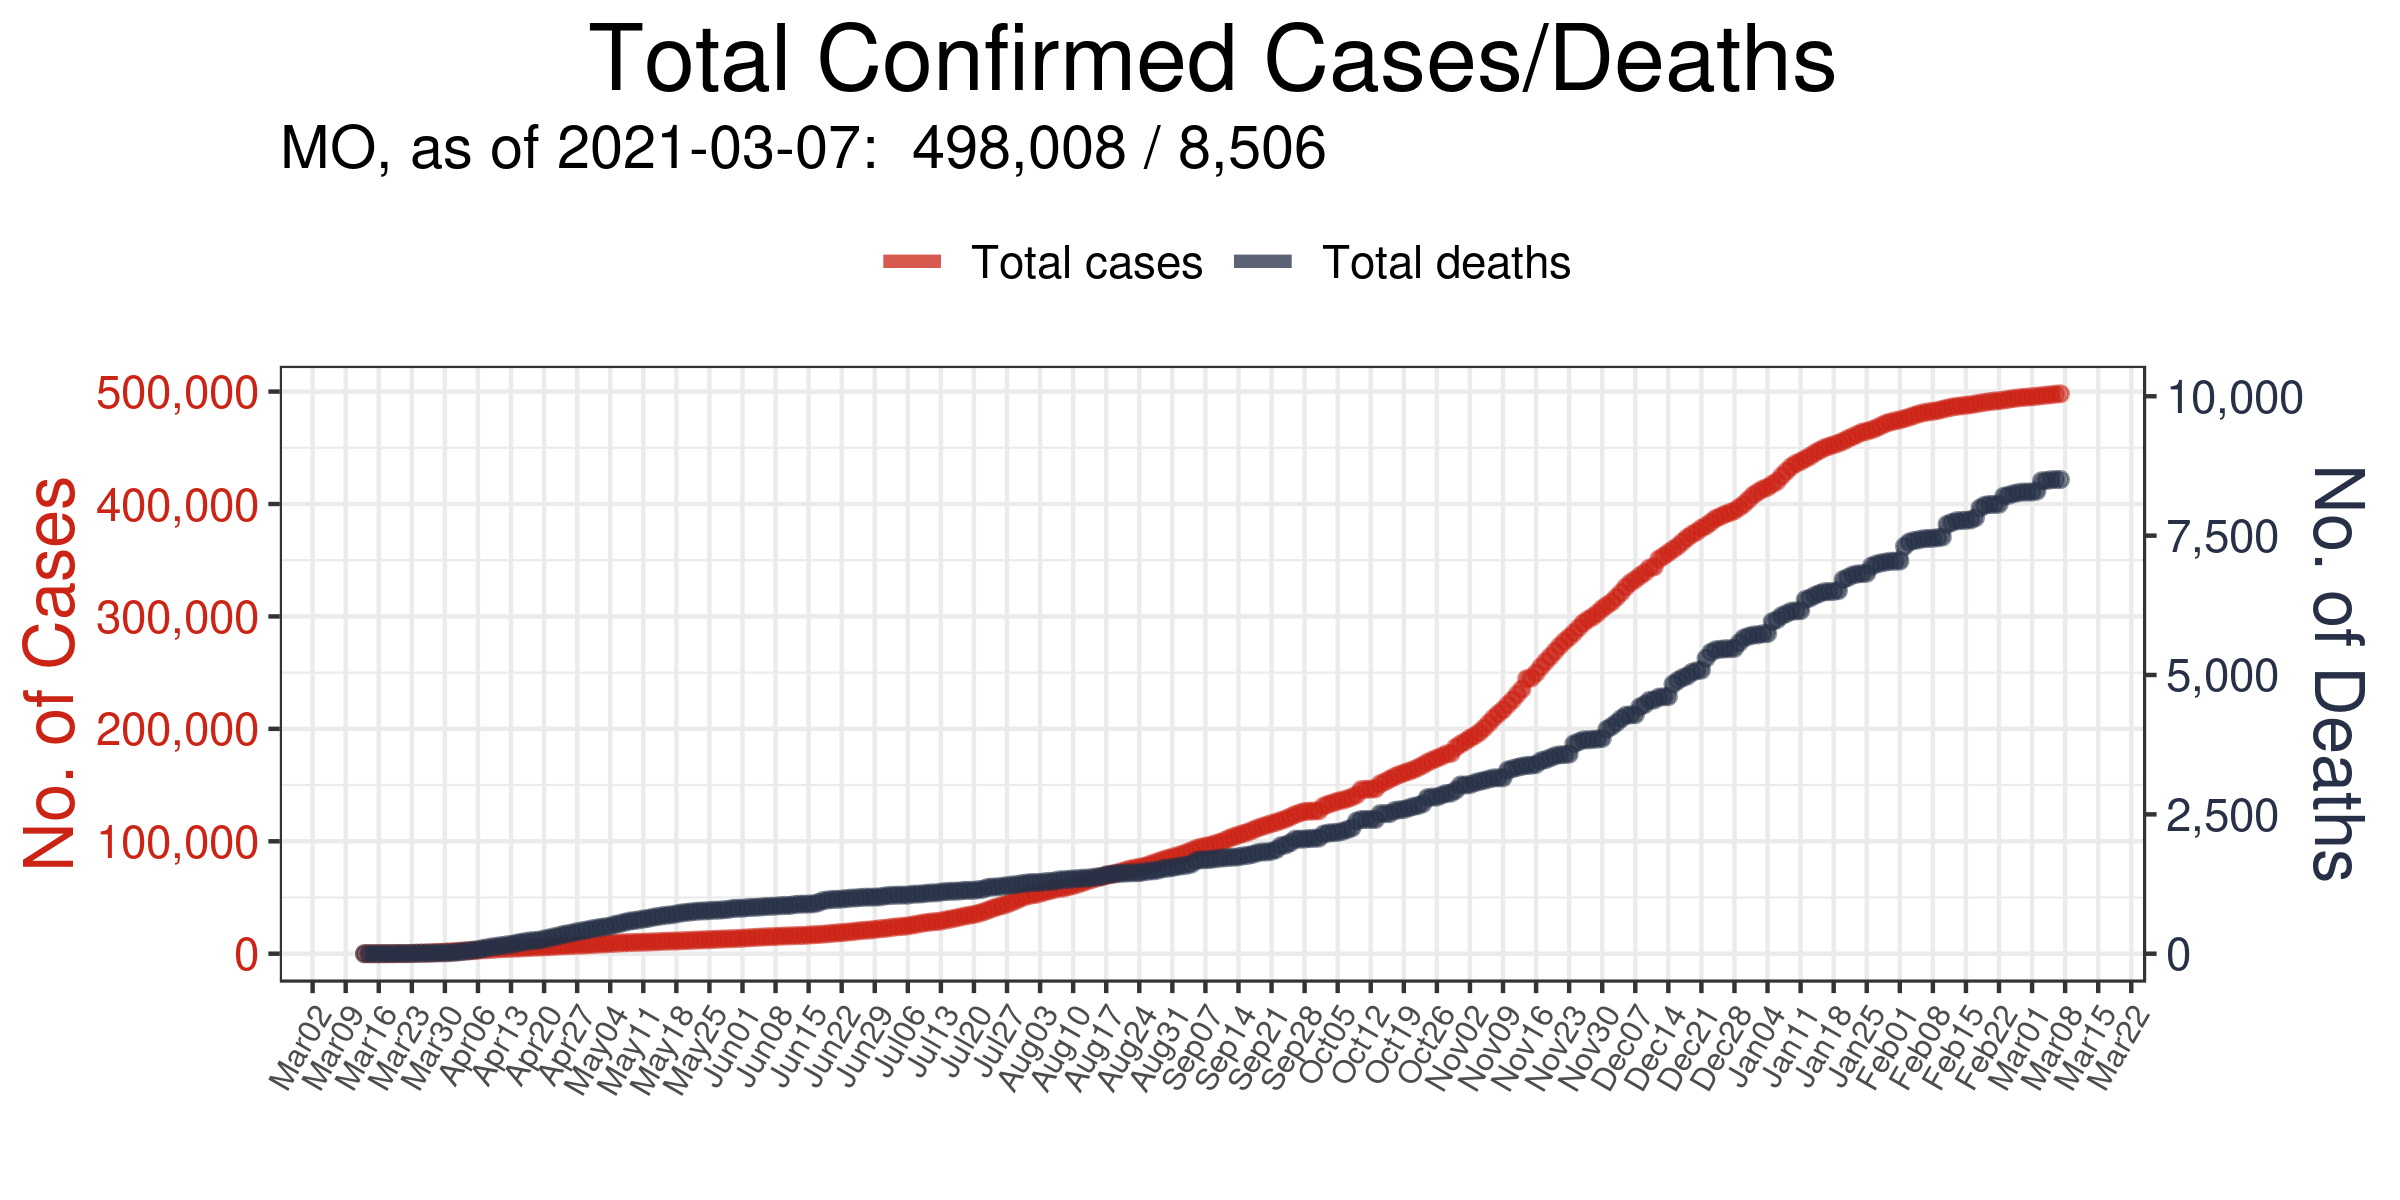 Total Confirmed Cases/Deaths
MO, as of 2021-03-07:  498,008 / 8,506
Total cases
Total deaths
No. of Cases
500,000
400,000
300,000
200,000
100,000
0
10,000
7,500
5,000
2,500
0
No. of Deaths
Mar02
Mar09
Mar16
Mar23
Mar30
Apr06
Apr13
Apr20
Apr27
May04
May11
May18
May25
Jun01
Jun08
Jun15
Jun22
Jun29
Jul06
Jul13
Jul20
Jul27
Aug03
Aug10
Aug17
Aug24
Aug31
Sep07
Sep14
Sep21
Sep28
Oct05
Oct12
Oct19
Oct26
Nov02
Nov09
Nov16
Nov23
Nov30
Dec07
Dec14
Dec21
Dec28
Jan04
Jan11
Jan18
Jan25
Feb01
Feb08
Feb15
Feb22
Mar01
Mar08
Mar15
Mar22